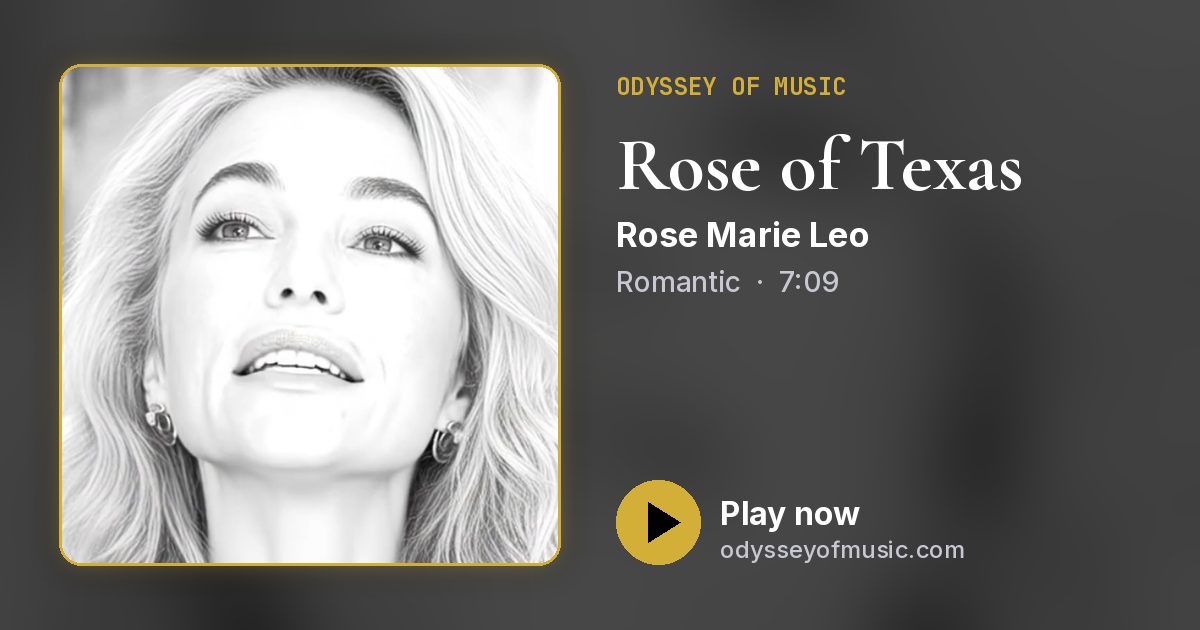 ODYSSEY OF MUSIC
Rose of Texas
Rose Marie Leo
Romantic · 7:09
Play now
odysseyofmusic.com